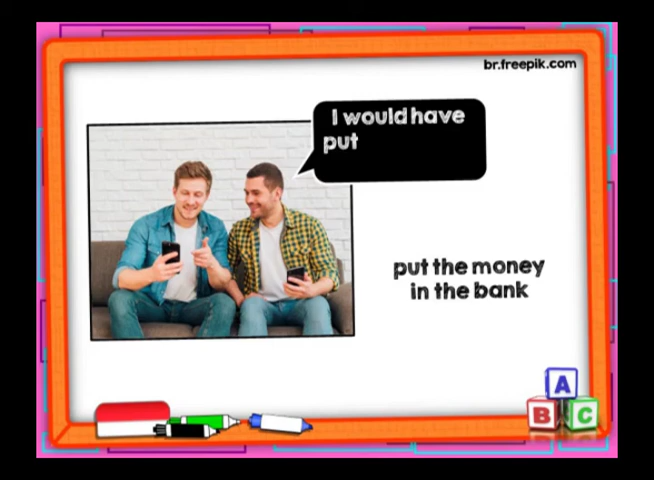 br.freepik.com
I would have
put
put the money
in the bank
A
B C